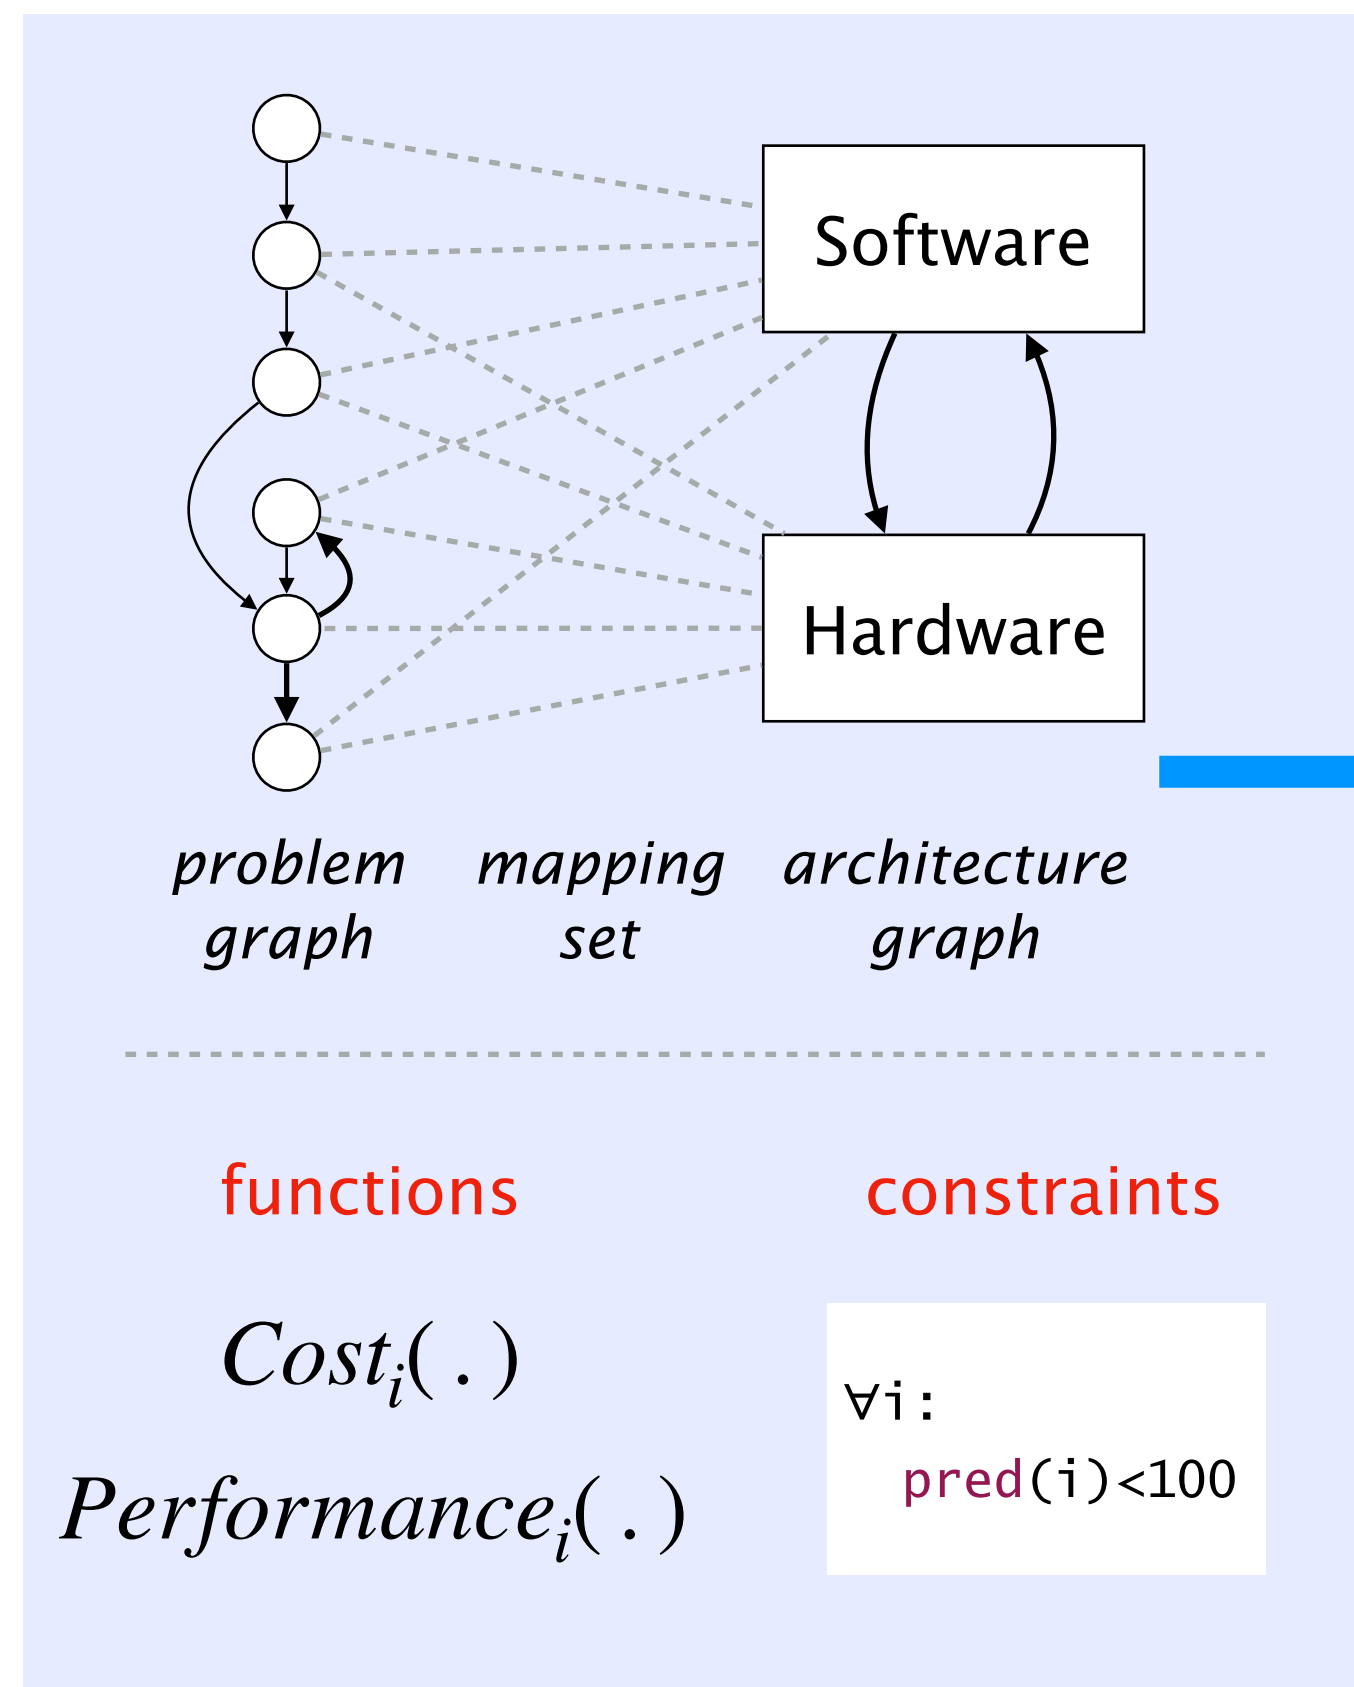 Software
Hardware
problem graph
mapping set
architecture graph
functions
constraints
Cost_i(.)
Performance_i(.)
∀i:
pred(i)<100